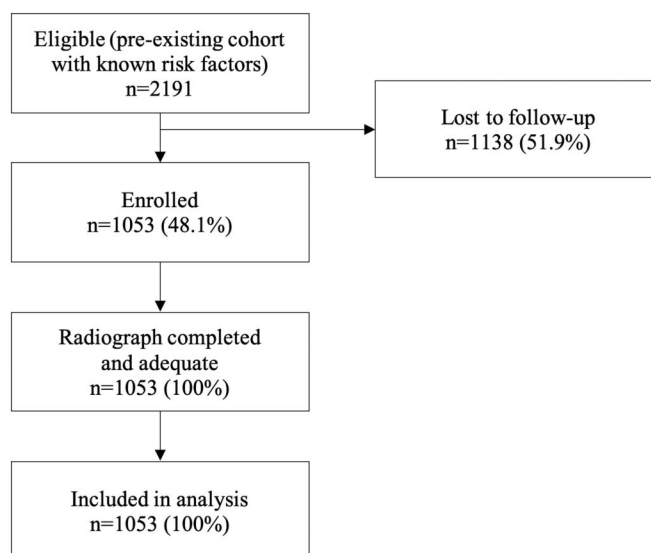 Eligible (pre-existing cohort
with known risk factors)
n=2191
Lost to follow-up
n=1138 (51.9%)
Enrolled
n=1053 (48.1%)
Radiograph completed
and adequate
n=1053 (100%)
Included in analysis
n=1053 (100%)